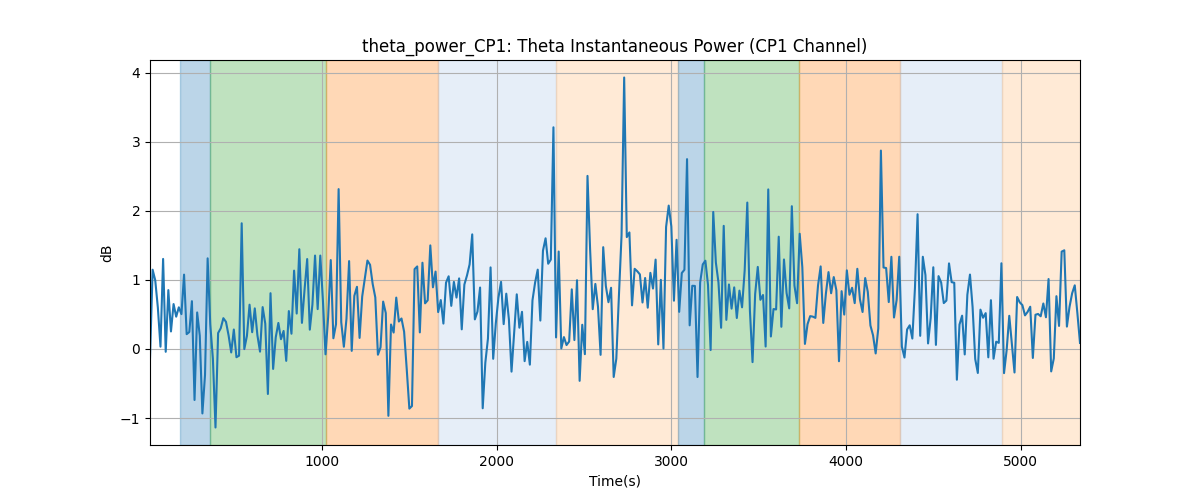 theta_power_CP1: Theta Instantaneous Power (CP1 Channel)
dB
4
3
2
1
0
−1
1000 2000 3000 4000 5000
Time(s)